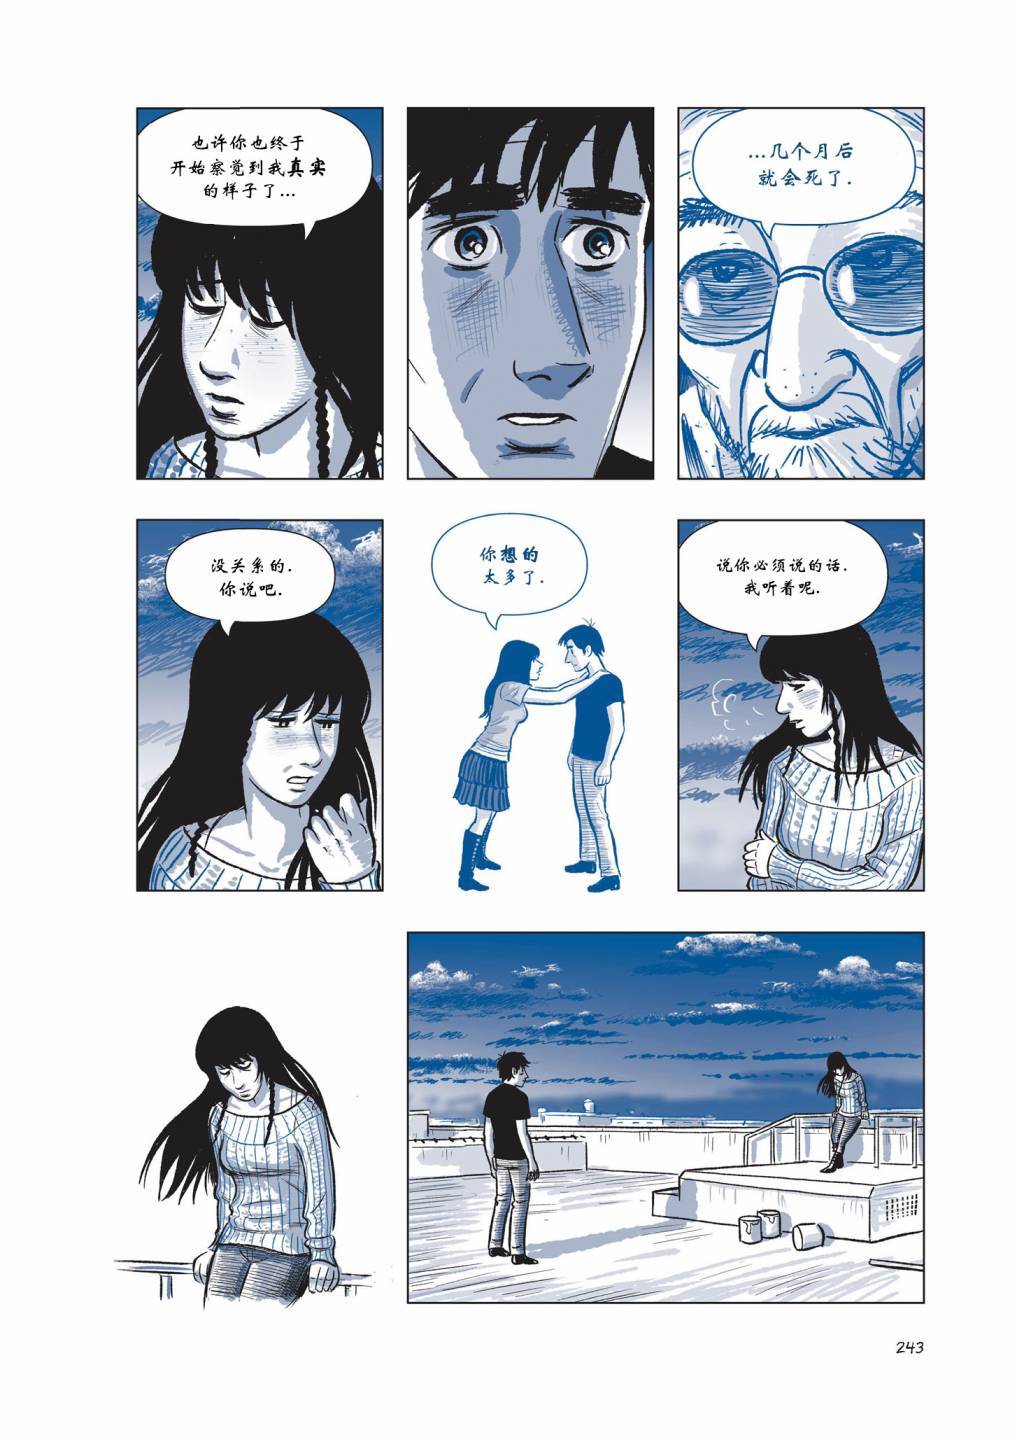 也许你也终于
开始察觉到我真实
的样子了...
...几个月后
就会死了.
没关系的.
你说吧.
你想的
太多了.
说你必须说的话.
我听着呢.
243